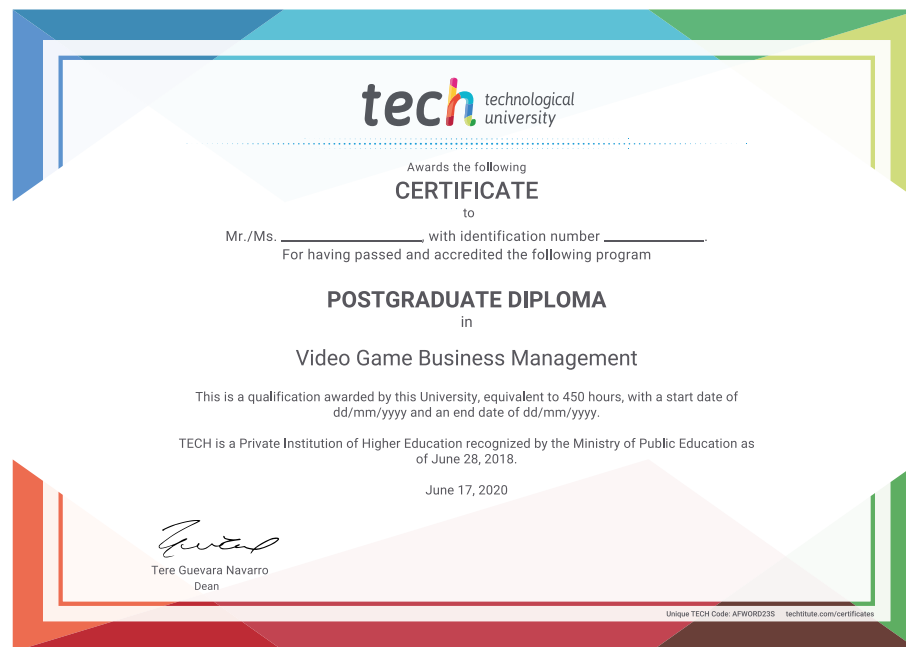 tech technological
university
Awards the following
CERTIFICATE
to
Mr./Ms. ____________, with identification number ____________.
For having passed and accredited the following program
POSTGRADUATE DIPLOMA
in
Video Game Business Management
This is a qualification awarded by this University, equivalent to 450 hours, with a start date of
dd/mm/yyyy and an end date of dd/mm/yyyy.
TECH is a Private Institution of Higher Education recognized by the Ministry of Public Education as
of June 28, 2018.
June 17, 2020
Tere Guevara Navarro
Dean
Unique TECH Code: AFWORD23S techtitute.com/certificates